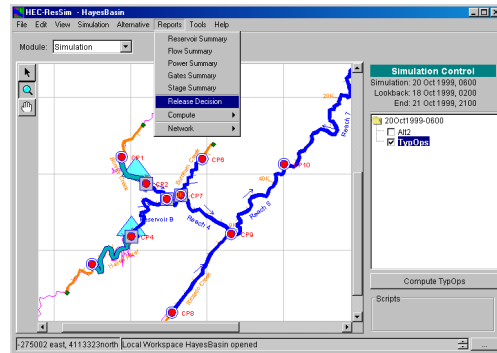 HEC-ResSim - HayesBasin
File Edit View Simulation Alternative Reports Tools Help
Module: Simulation
Reservoir Summary
Flow Summary
Power Summary
Gates Summary
Stage Summary
Release Decision
Compute
Network
Simulation Control
Simulation: 20 Oct 1999, 0600
Lookback: 18 Oct 1999, 0200
End: 21 Oct 1999, 2100
20Oct1999-0600
Alt2
TypOps
20K
Reach 7
CP1
CP6
CP10
CP2
40K
CP7
Reach 8
Reservoir B
Reach 4
CP4
CP9
CP8
Compute TypOps
Scripts
-275002 east, 4113323north
Local Workspace HayesBasin opened
...